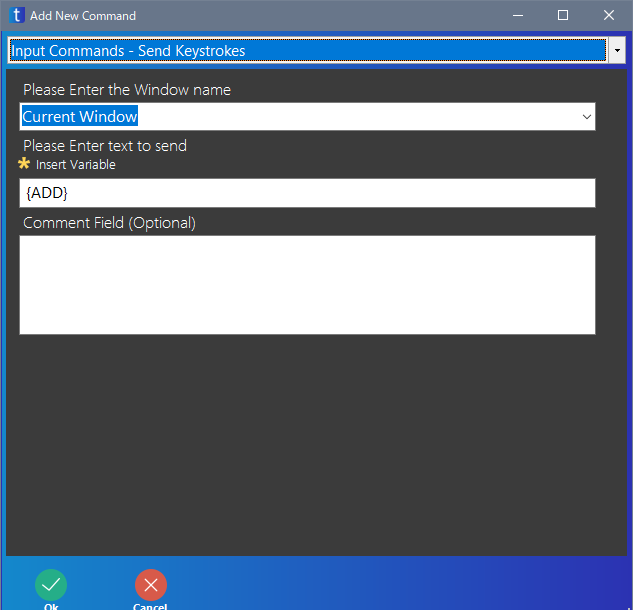 t Add New Command
Input Commands - Send Keystrokes
Please Enter the Window name
Current Window
Please Enter text to send
Insert Variable
{ADD}
Comment Field (Optional)
Ok Cancel